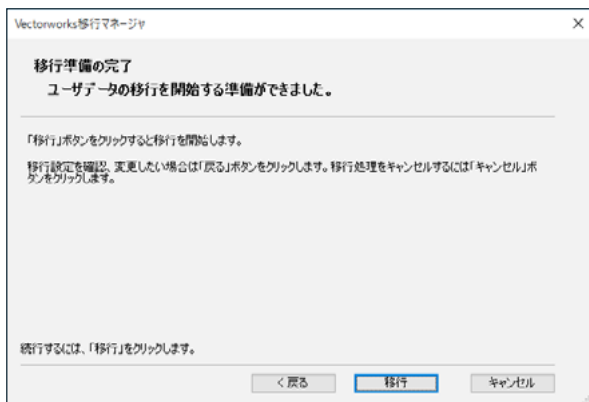 Vectorworks移行マネージャ
移行準備の完了
ユーザデータの移行を開始する準備ができました。
「移行」ボタンをクリックすると移行を開始します。
移行設定を確認、変更したい場合は「戻る」ボタンをクリックします。移行処理をキャンセルするには「キャンセル」ボ
タンをクリックします。
続行するには、「移行」をクリックします。
< 戻る 移行 キャンセル